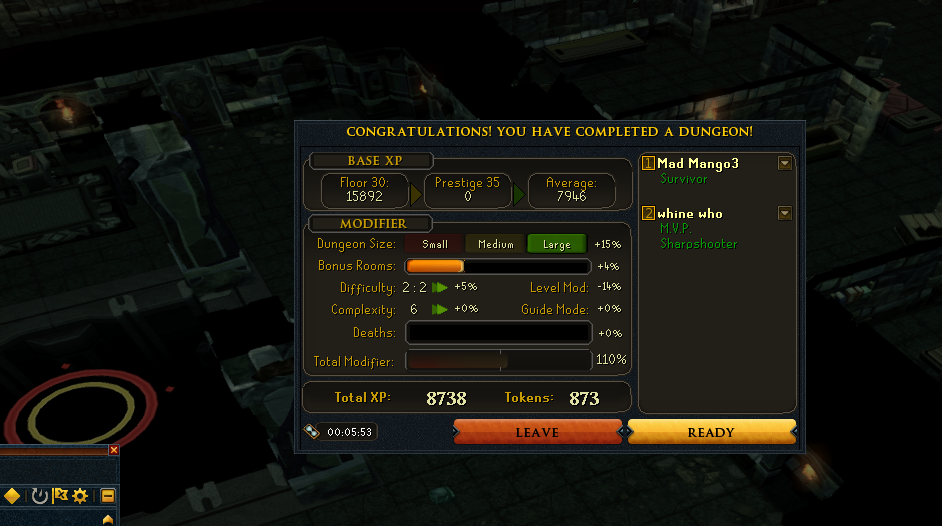 CONGRATULATIONS! YOU HAVE COMPLETED A DUNGEON!
BASE XP
Floor 30: Prestige 35 Average:
15892 0 7946
MODIFIER
Dungeon Size: Small Medium Large +15%
Bonus Rooms: +4%
Difficulty: 2 : 2 +5% Level Mod: -14%
Complexity: 6 +0% Guide Mode: +0%
Deaths: +0%
Total Modifier: 110%
Total XP: 8738 Tokens: 873
00:05:53
LEAVE
READY
1 Mad Mango3
Survivor
2 whine who
M.V.P.
Sharpshooter